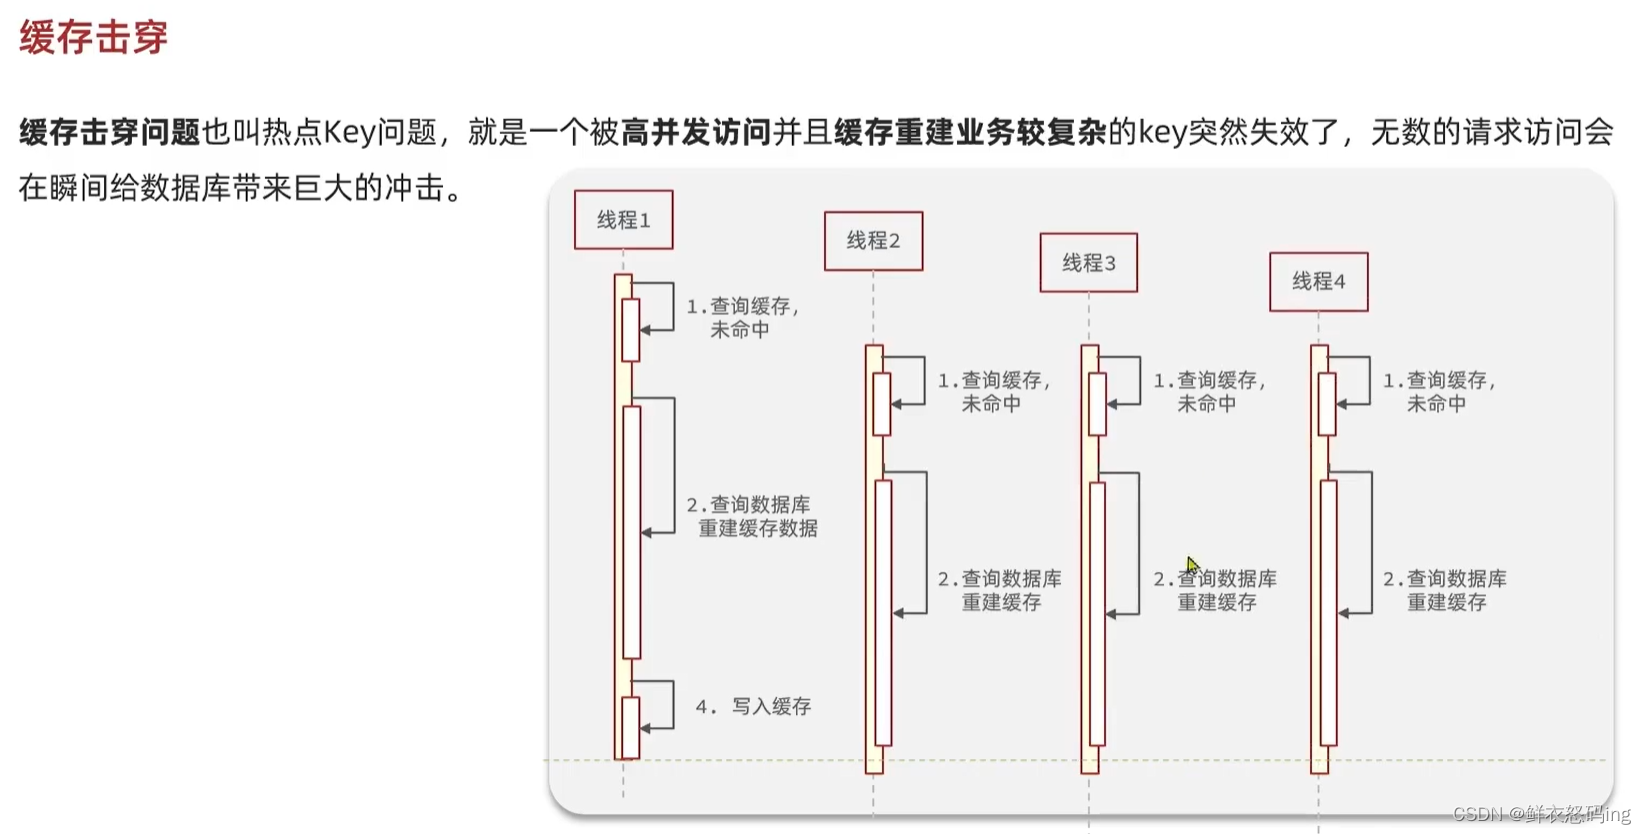 缓存击穿
缓存击穿问题也叫热点Key问题，就是一个被高并发访问并且缓存重建业务较复杂的key突然失效了，无数的请求访问会
在瞬间给数据库带来巨大的冲击。
线程1
线程2
线程3
线程4
1.查询缓存，
未命中
1.查询缓存，
未命中
1.查询缓存，
未命中
1.查询缓存，
未命中
2.查询数据库
重建缓存数据
2.查询数据库
重建缓存
2.查询数据库
重建缓存
2.查询数据库
重建缓存
4. 写入缓存
CSDN @鲜衣怒码ing